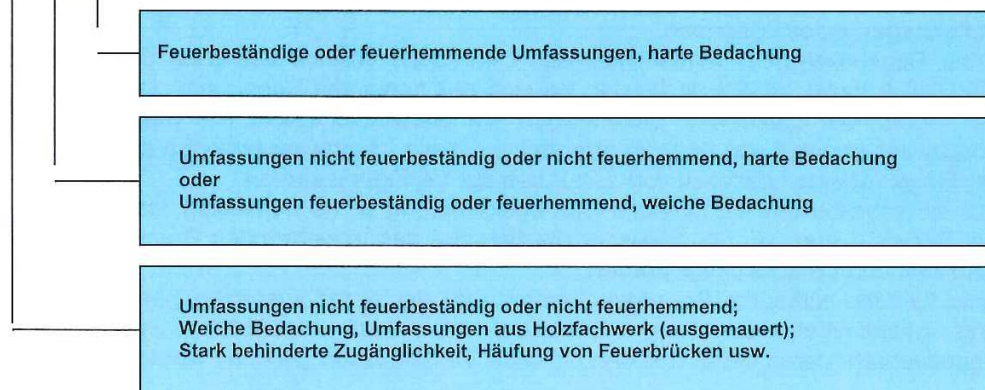 Feuerbeständige oder feuerhemmende Umfassungen, harte Bedachung
Umfassungen nicht feuerbeständig oder nicht feuerhemmend, harte Bedachung
oder
Umfassungen feuerbeständig oder feuerhemmend, weiche Bedachung
Umfassungen nicht feuerbeständig oder nicht feuerhemmend;
Weiche Bedachung, Umfassungen aus Holzfachwerk (ausgemauert);
Stark behinderte Zugänglichkeit, Häufung von Feuerbrücken usw.